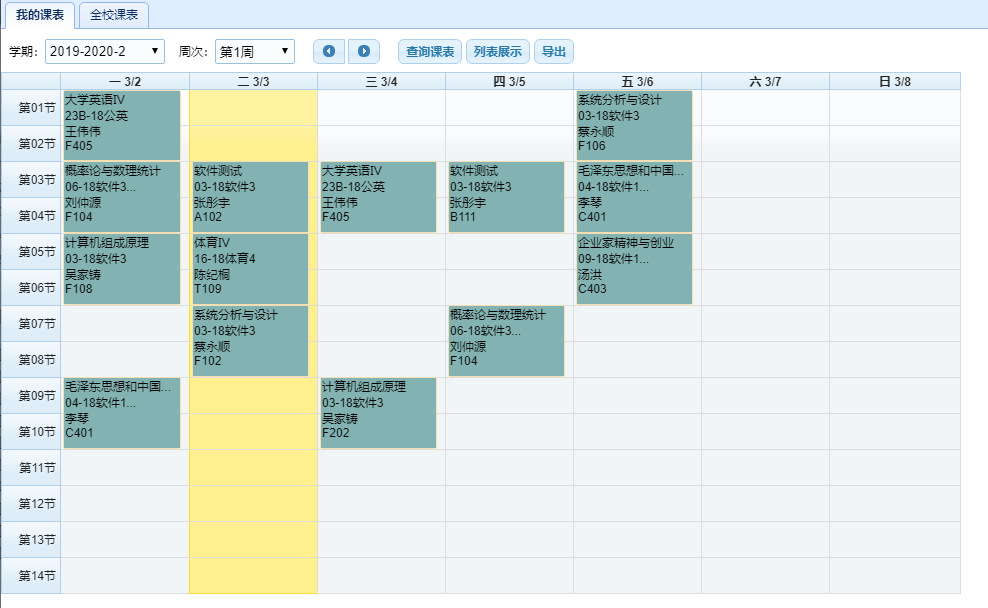 我的课表 全校课表
学期: 2019-2020-2 周次: 第1周 查询课表 列表展示 导出
一 3/2 二 3/3 三 3/4 四 3/5 五 3/6 六 3/7 日 3/8
第01节
第02节
大学英语IV
23B-18公英
王伟伟
F405
系统分析与设计
03-18软件3
蔡永顺
F106
第03节
第04节
概率论与数理统计
06-18软件3...
刘仲源
F104
软件测试
03-18软件3
张彤宇
A102
大学英语IV
23B-18公英
王伟伟
F405
软件测试
03-18软件3
张彤宇
B111
毛泽东思想和中国...
04-18软件1...
李琴
C401
第05节
第06节
计算机组成原理
03-18软件3
吴家铸
F108
体育IV
16-18体育4
陈纪桐
T109
企业家精神与创业
09-18软件1...
汤洪
C403
第07节
第08节
系统分析与设计
03-18软件3
蔡永顺
F102
概率论与数理统计
06-18软件3...
刘仲源
F104
第09节
第10节
毛泽东思想和中国...
04-18软件1...
李琴
C401
计算机组成原理
03-18软件3
吴家铸
F202
第11节
第12节
第13节
第14节